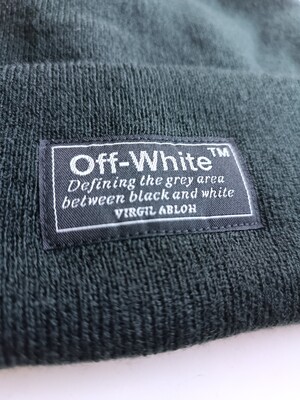 Off-White™
Defining the grey area
between black and white
VIRGIL ABLOH